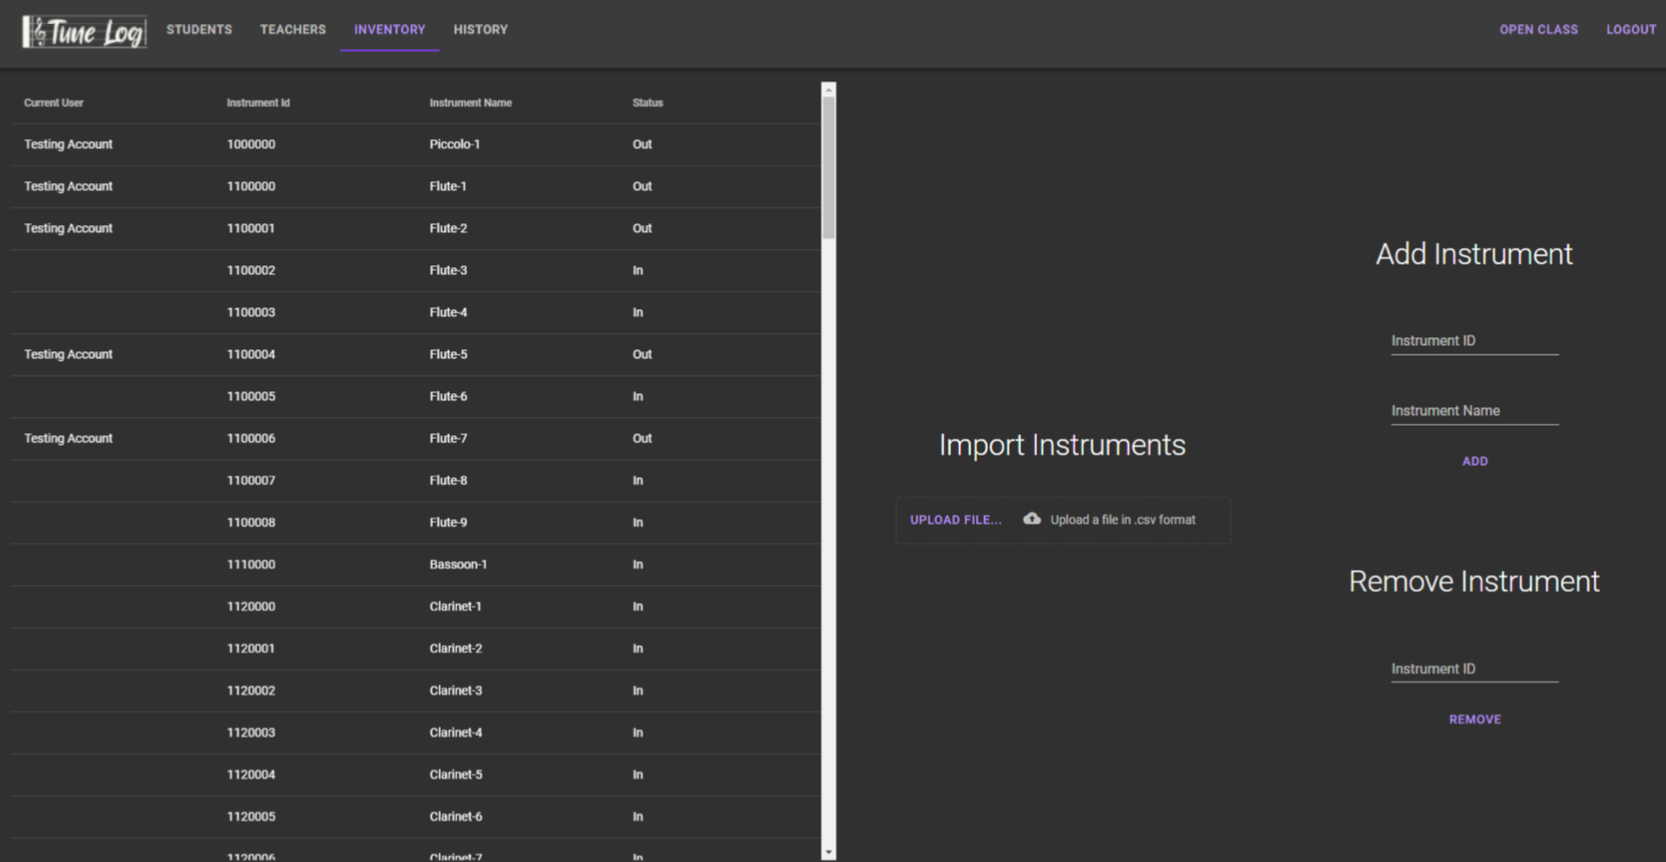 Tune Log STUDENTS TEACHERS INVENTORY HISTORY OPEN CLASS LOGOUT
Current User Instrument Id Instrument Name Status
Testing Account 1000000 Piccolo-1 Out
Testing Account 1100000 Flute-1 Out
Testing Account 1100001 Flute-2 Out
1100002 Flute-3 In
1100003 Flute-4 In
Testing Account 1100004 Flute-5 Out
1100005 Flute-6 In
Testing Account 1100006 Flute-7 Out
1100007 Flute-8 In
1100008 Flute-9 In
1110000 Bassoon-1 In
1120000 Clarinet-1 In
1120001 Clarinet-2 In
1120002 Clarinet-3 In
1120003 Clarinet-4 In
1120004 Clarinet-5 In
1120005 Clarinet-6 In
1120006 Clarinet-7 In
Import Instruments
UPLOAD FILE... Upload a file in .csv format
Add Instrument
Instrument ID
Instrument Name
ADD
Remove Instrument
Instrument ID
REMOVE